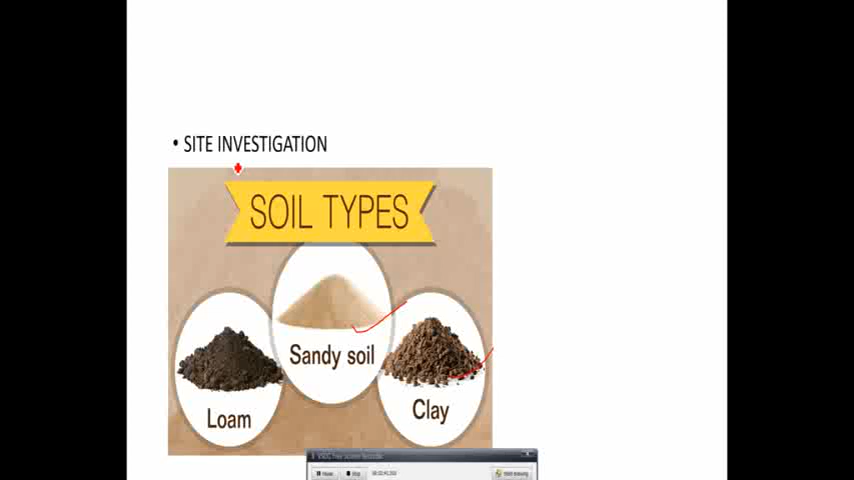 • SITE INVESTIGATION
SOIL TYPES
Sandy soil
Loam
Clay